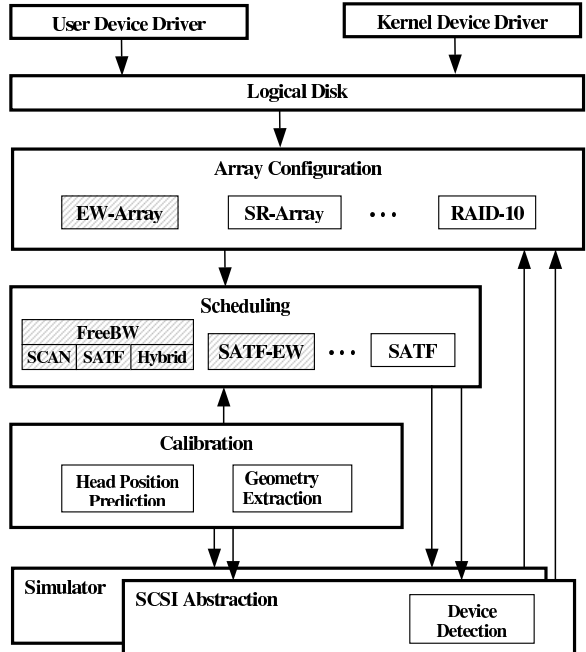 User Device Driver
Kernel Device Driver
Logical Disk
Array Configuration
EW-Array
SR-Array
• • •
RAID-10
Scheduling
FreeBW
SCAN
SATF
Hybrid
SATF-EW
• • •
SATF
Calibration
Head Position
Prediction
Geometry
Extraction
Simulator
SCSI Abstraction
Device
Detection